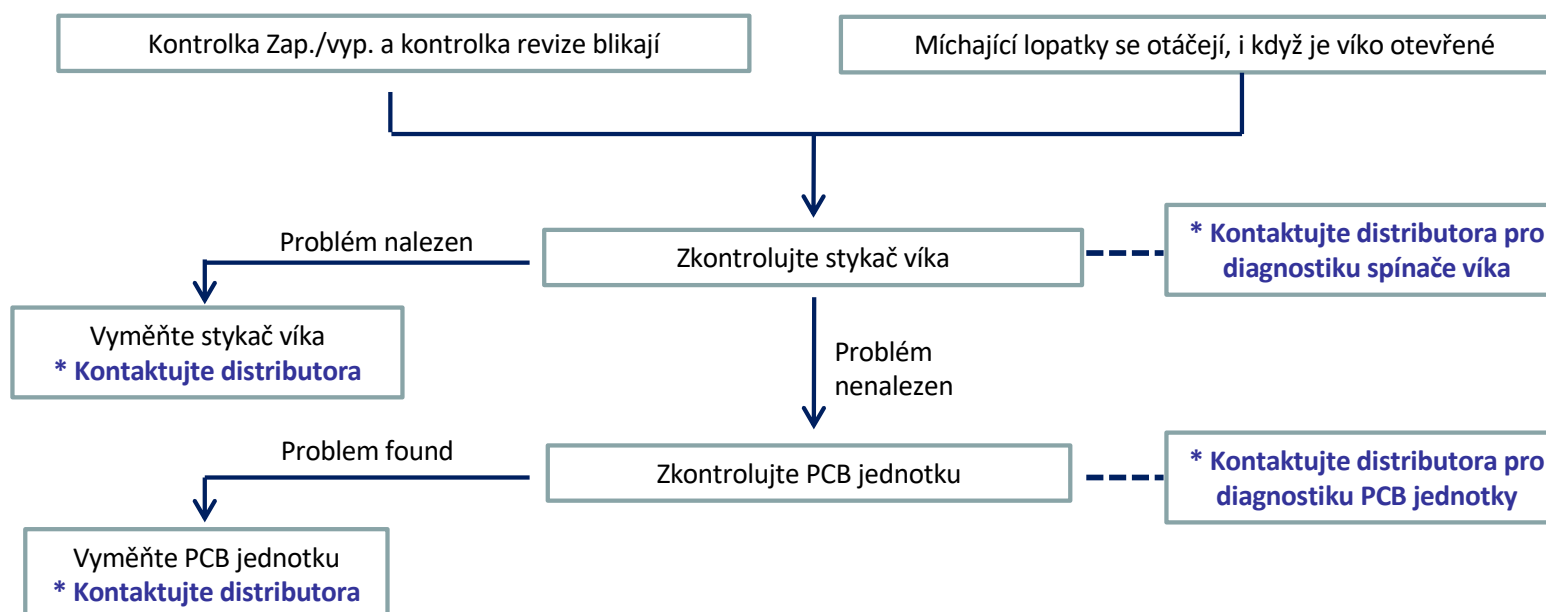 Kontrolka Zap./vyp. a kontrolka revize blikají
Míchající lopatky se otáčejí, i když je víko otevřené
Problém nalezen
Zkontrolujte stykač víka
* Kontaktujte distributora pro
diagnostiku spínače víka
Vyměňte stykač víka
* Kontaktujte distributora
Problém
nenalezen
Problem found
Zkontrolujte PCB jednotku
* Kontaktujte distributora pro
diagnostiku PCB jednotky
Vyměňte PCB jednotku
* Kontaktujte distributora